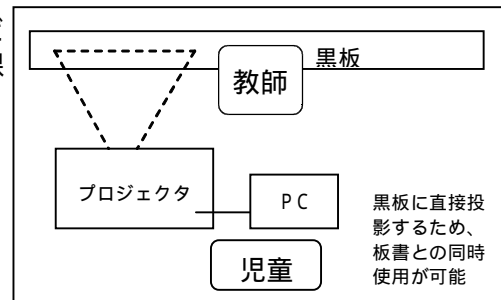 黒板
教師
プロジェクタ
PC
黒板に直接投
影するため、
板書との同時
使用が可能
児童